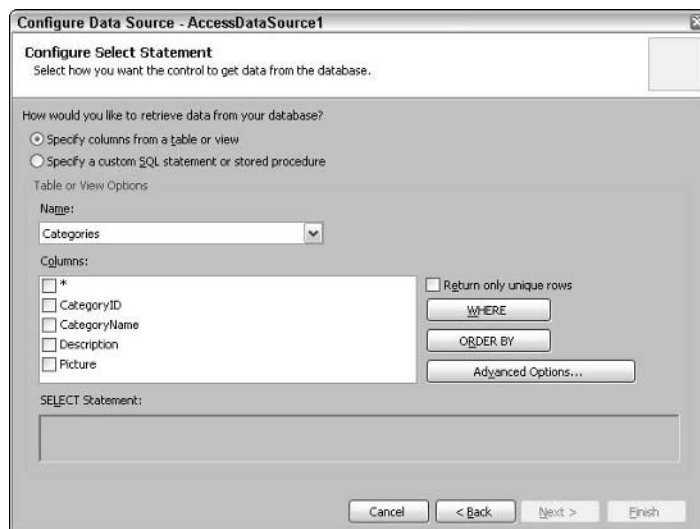 Configure Data Source - AccessDataSource1
Configure Select Statement
Select how you want the control to get data from the database.
How would you like to retrieve data from your database?
Specify columns from a table or view
Specify a custom SQL statement or stored procedure
Table or View Options
Name:
Categories
Columns:
*
CategoryID
CategoryName
Description
Picture
Return only unique rows
WHERE
ORDER BY
Advanced Options...
SELECT Statement:
Cancel
< Back
Next >
Finish